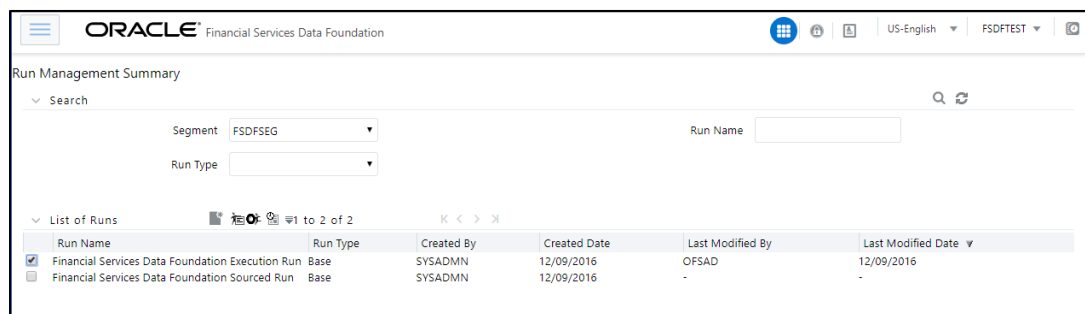 ORACLE® Financial Services Data Foundation
US-English
FSDFTEST
Run Management Summary
Search
Segment FSDFSEG
Run Name
Run Type
List of Runs 1 to 2 of 2
Run Name Run Type Created By Created Date Last Modified By Last Modified Date
Financial Services Data Foundation Execution Run Base SYSADMN 12/09/2016 OFSAD 12/09/2016
Financial Services Data Foundation Sourced Run Base SYSADMN 12/09/2016 - -